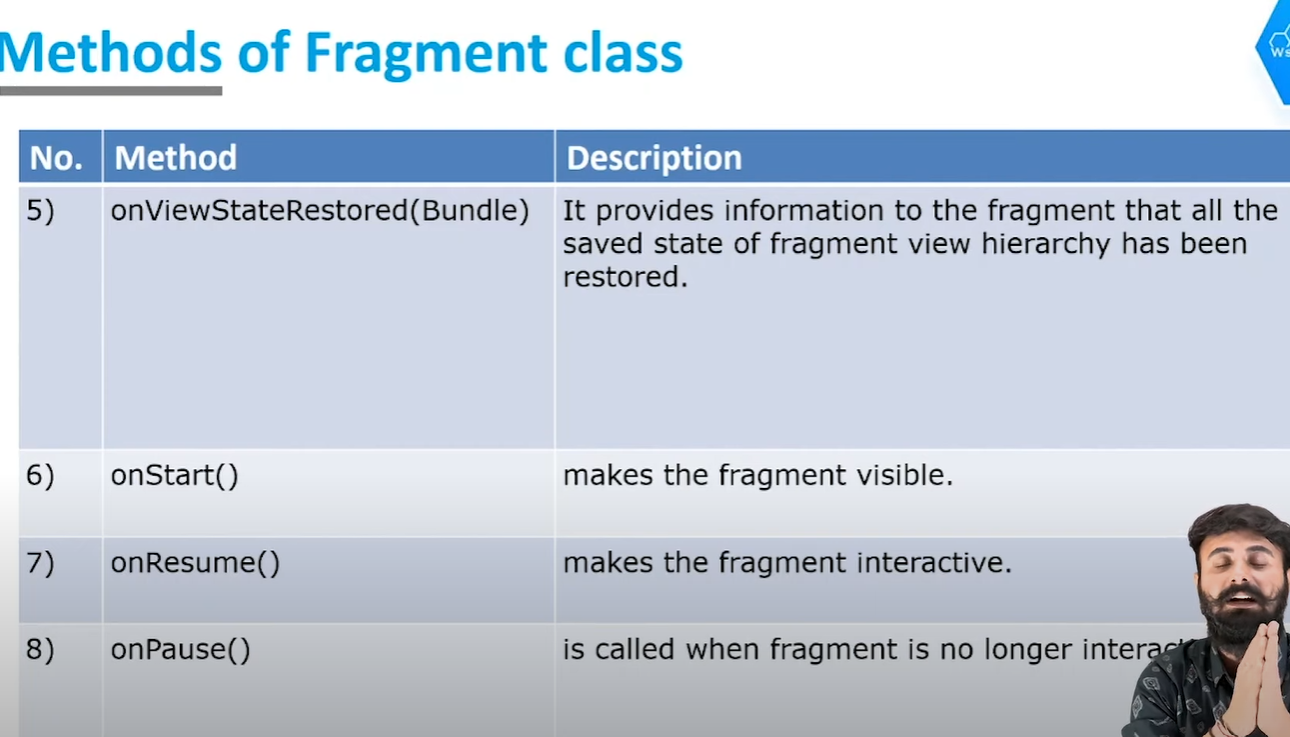 Methods of Fragment class
Ws
No. Method Description
5) onViewStateRestored(Bundle) It provides information to the fragment that all the
saved state of fragment view hierarchy has been
restored.
6) onStart() makes the fragment visible.
7) onResume() makes the fragment interactive.
8) onPause() is called when fragment is no longer